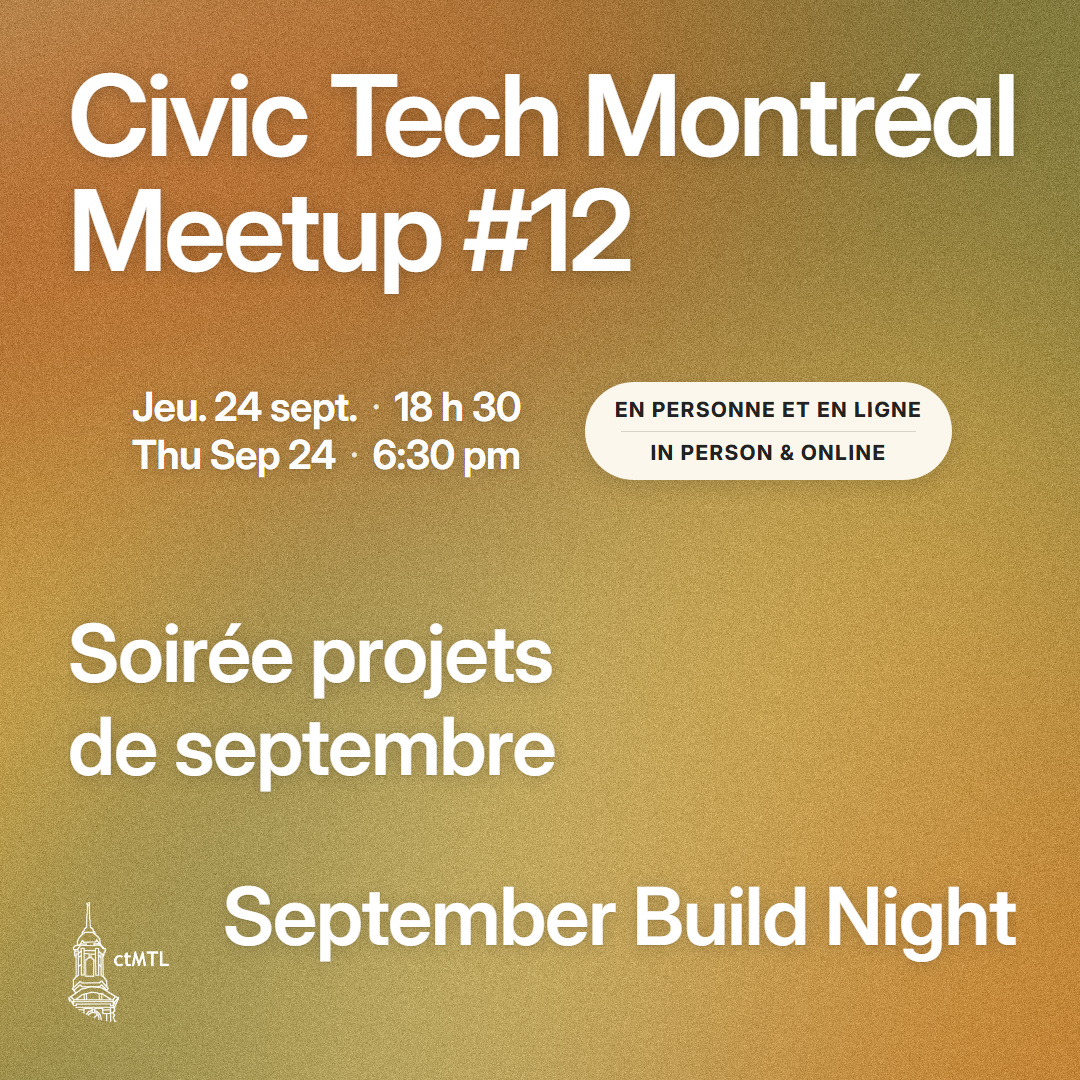 Civic Tech Montréal
Meetup #12
Jeu. 24 sept. · 18 h 30
Thu Sep 24 · 6:30 pm
EN PERSONNE ET EN LIGNE
IN PERSON & ONLINE
Soirée projets
de septembre
September Build Night
ctMTL